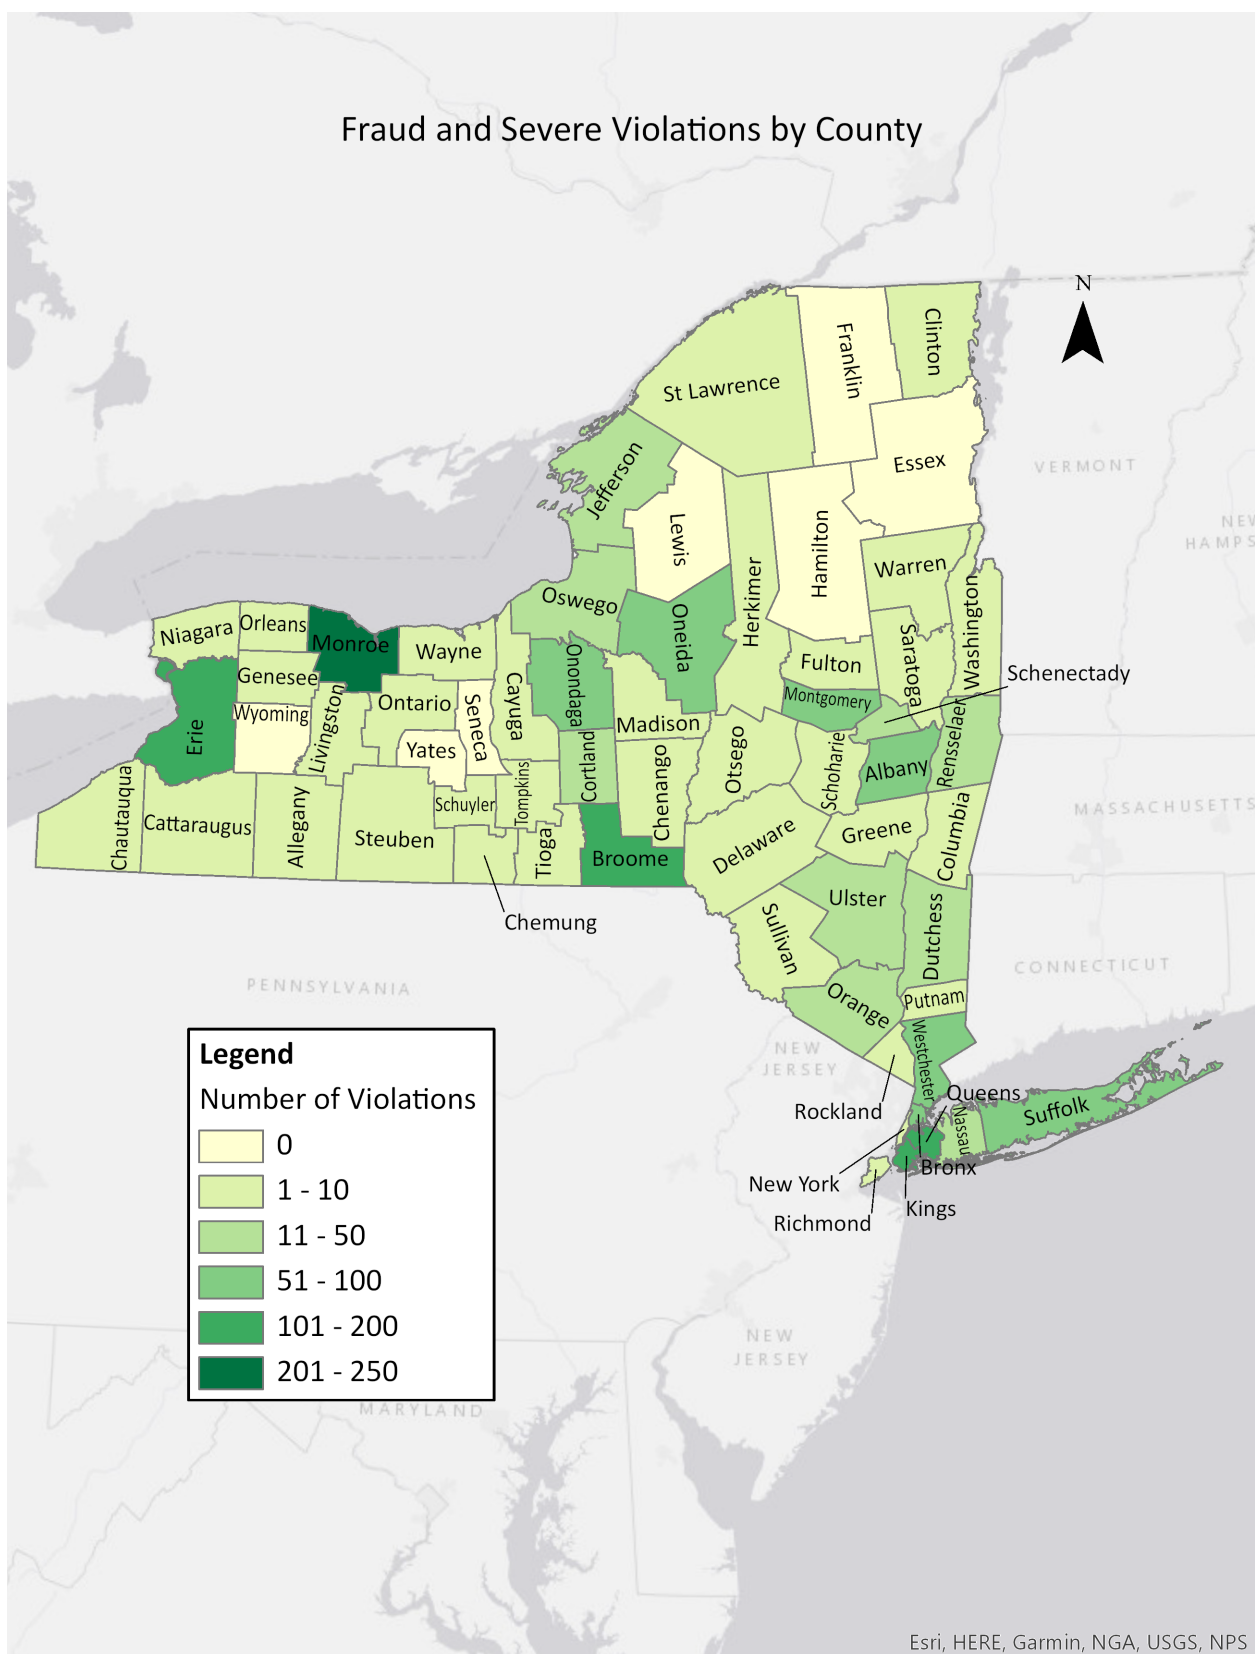 Fraud and Severe Violations by County
N
Clinton
Franklin
St Lawrence
Essex
VERMONT
Jefferson
NEW
HAMPS
Lewis
Hamilton
Warren
Herkimer
Washington
Oswego
Oneida
Orleans
Niagara
Monroe
Wayne
Saratoga
Fulton
Schenectady
Genesee
Onondaga
Montgomery
Ontario
Cayuga
Wyoming
Livingston
Seneca
Madison
Rensselaer
Erie
Yates
Otsego
Schoharie
Albany
Cortland
Chenango
Tompkins
Schuyler
MASSACHUSETTS
Chautauqua
Cattaraugus
Allegany
Steuben
Tioga
Broome
Delaware
Greene
Columbia
Chemung
Ulster
Sullivan
Dutchess
CONNECTICUT
PENNSYLVANIA
Orange
Putnam
Westchester
NEW
JERSEY
Rockland
Queens
Nassau
Suffolk
Bronx
New York
Kings
Richmond
Legend
Number of Violations
0
1 - 10
11 - 50
51 - 100
101 - 200
201 - 250
NEW
JERSEY
MARYLAND
Esri, HERE, Garmin, NGA, USGS, NPS